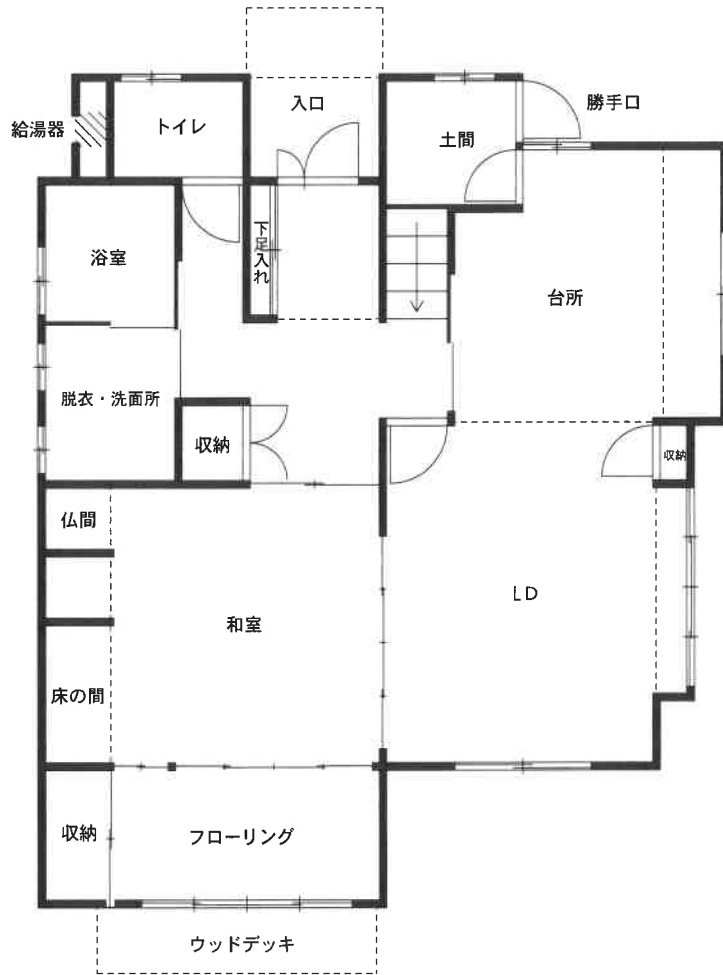 入口
勝手口
給湯器
トイレ
土間
下足入れ
浴室
台所
脱衣・洗面所
収納
収納
仏間
LD
和室
床の間
収納
フローリング
ウッドデッキ